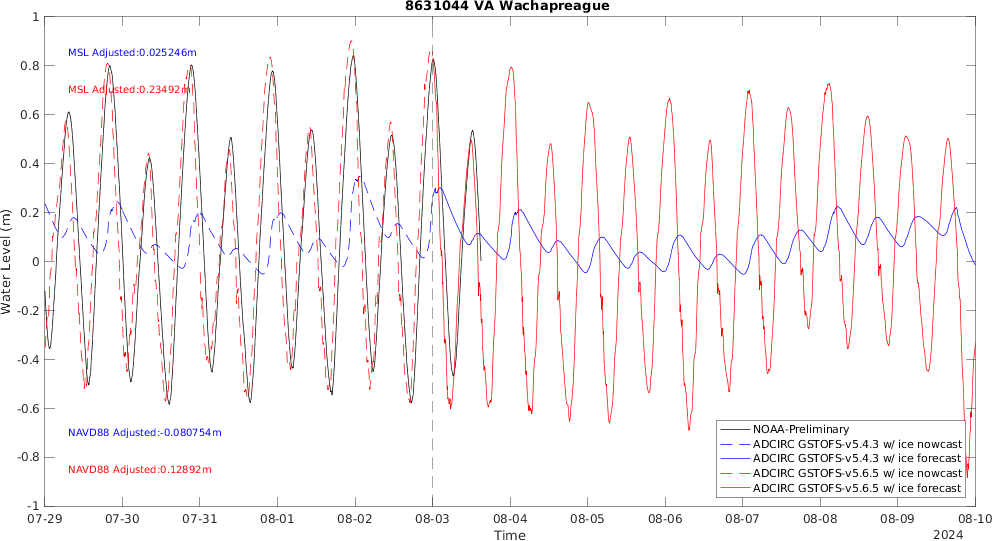 8631044 VA Wachapreague
MSL Adjusted:0.025246m
MSL Adjusted:0.23492m
NAVD88 Adjusted:-0.080754m
NAVD88 Adjusted:0.12892m
Water Level (m)
1
0.8
0.6
0.4
0.2
0
-0.2
-0.4
-0.6
-0.8
-1
NOAA-Preliminary
ADCIRC GSTOFS-v5.4.3 w/ ice nowcast
ADCIRC GSTOFS-v5.4.3 w/ ice forecast
ADCIRC GSTOFS-v5.6.5 w/ ice nowcast
ADCIRC GSTOFS-v5.6.5 w/ ice forecast
07-29 07-30 07-31 08-01 08-02 08-03 08-04 08-05 08-06 08-07 08-08 08-09 08-10
Time
2024